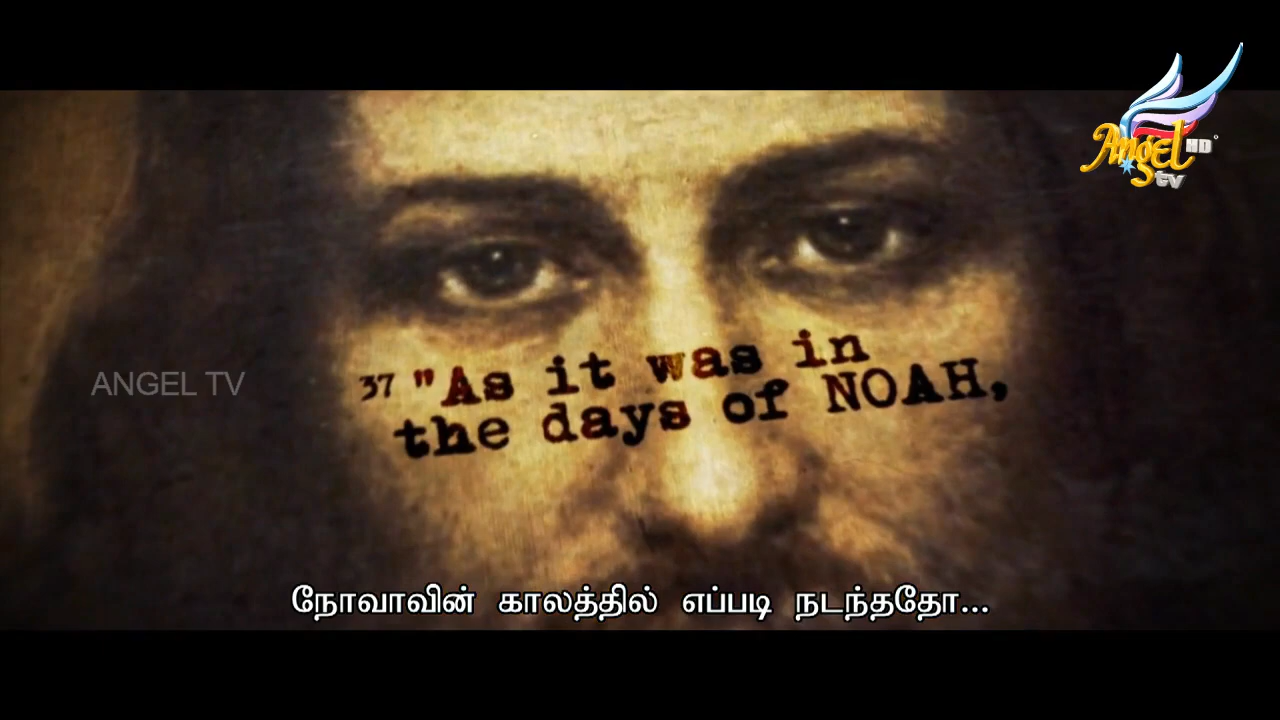 Angel HD
tv
ANGEL TV
37 "As it was in
the days of NOAH,
நோவாவின் காலத்தில் எப்படி நடந்ததோ...